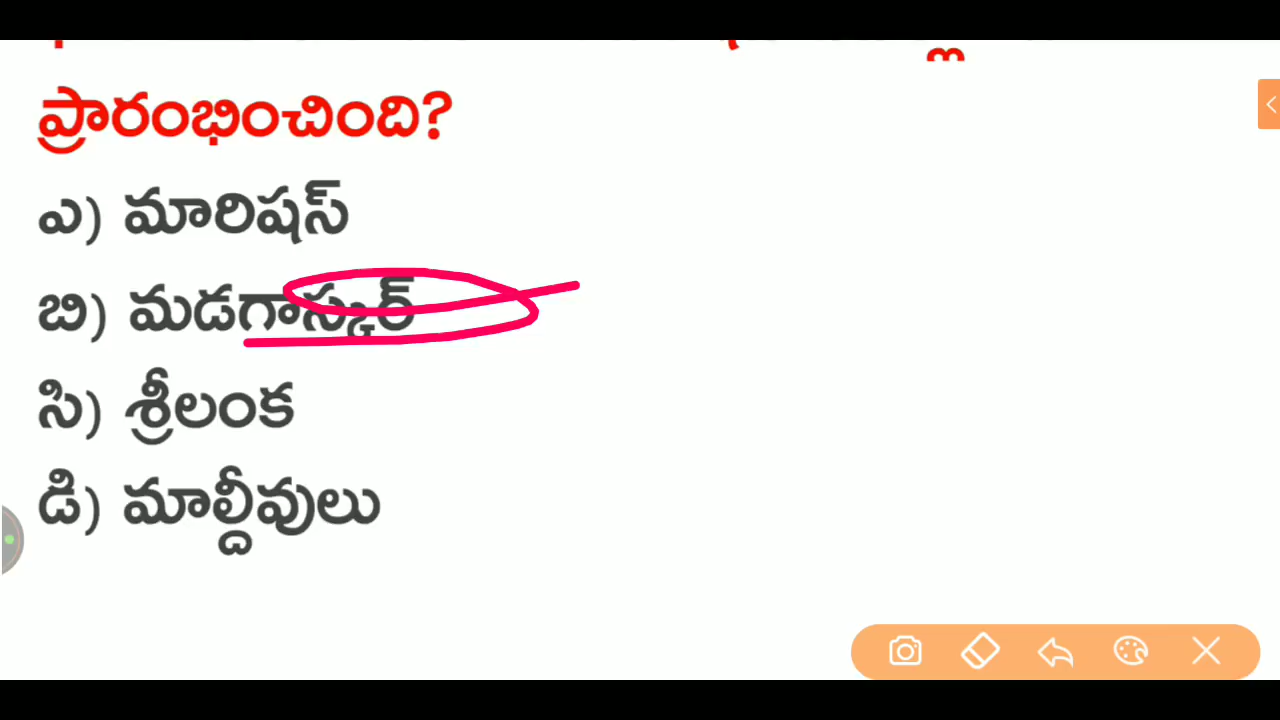 ప్రారంభించింది?
ఎ) మారిషస్
బి) మడగాస్కర్
సి) శ్రీలంక
డి) మాల్దీవులు